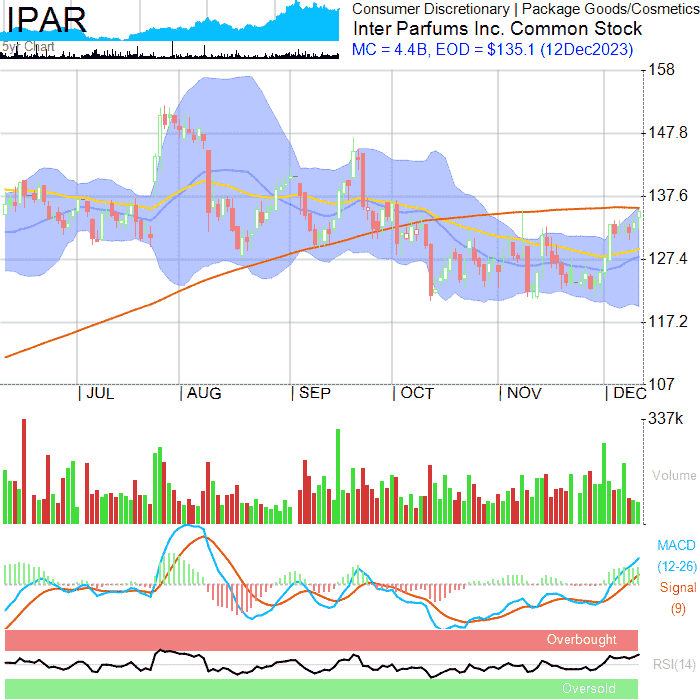 IPAR
5yr Chart
Consumer Discretionary | Package Goods/Cosmetics
Inter Parfums Inc. Common Stock
MC = 4.4B, EOD = $135.1 (12Dec2023)
158
147.8
137.6
127.4
117.2
107
| JUL | AUG | SEP | OCT | NOV | DEC
337k
Volume
MACD
(12-26)
Signal
(9)
Overbought
RSI(14)
Oversold